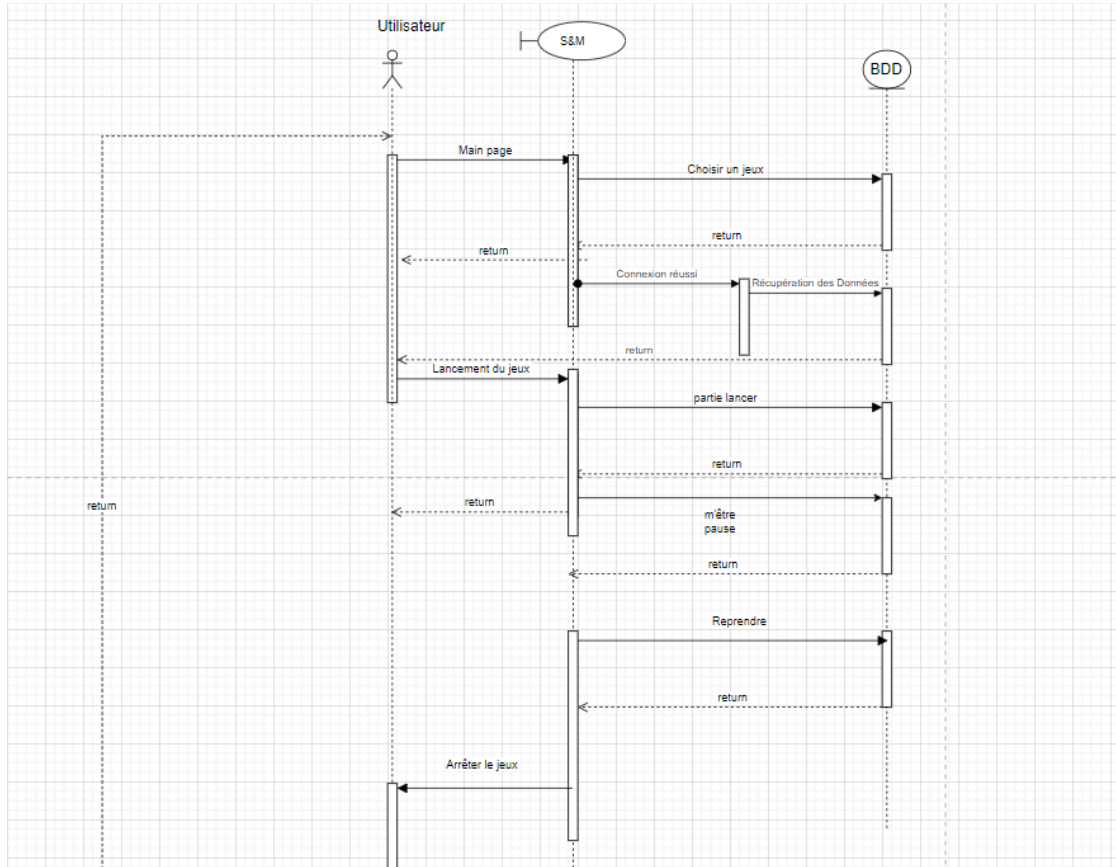 Utilisateur
S&M
BDD
Main page
Choisir un jeux
return
return
Connexion réussi
Récupération des Données
return
Lancement du jeux
partie lancer
return
return
return
m'être
pause
return
Reprendre
return
Arrêter le jeux